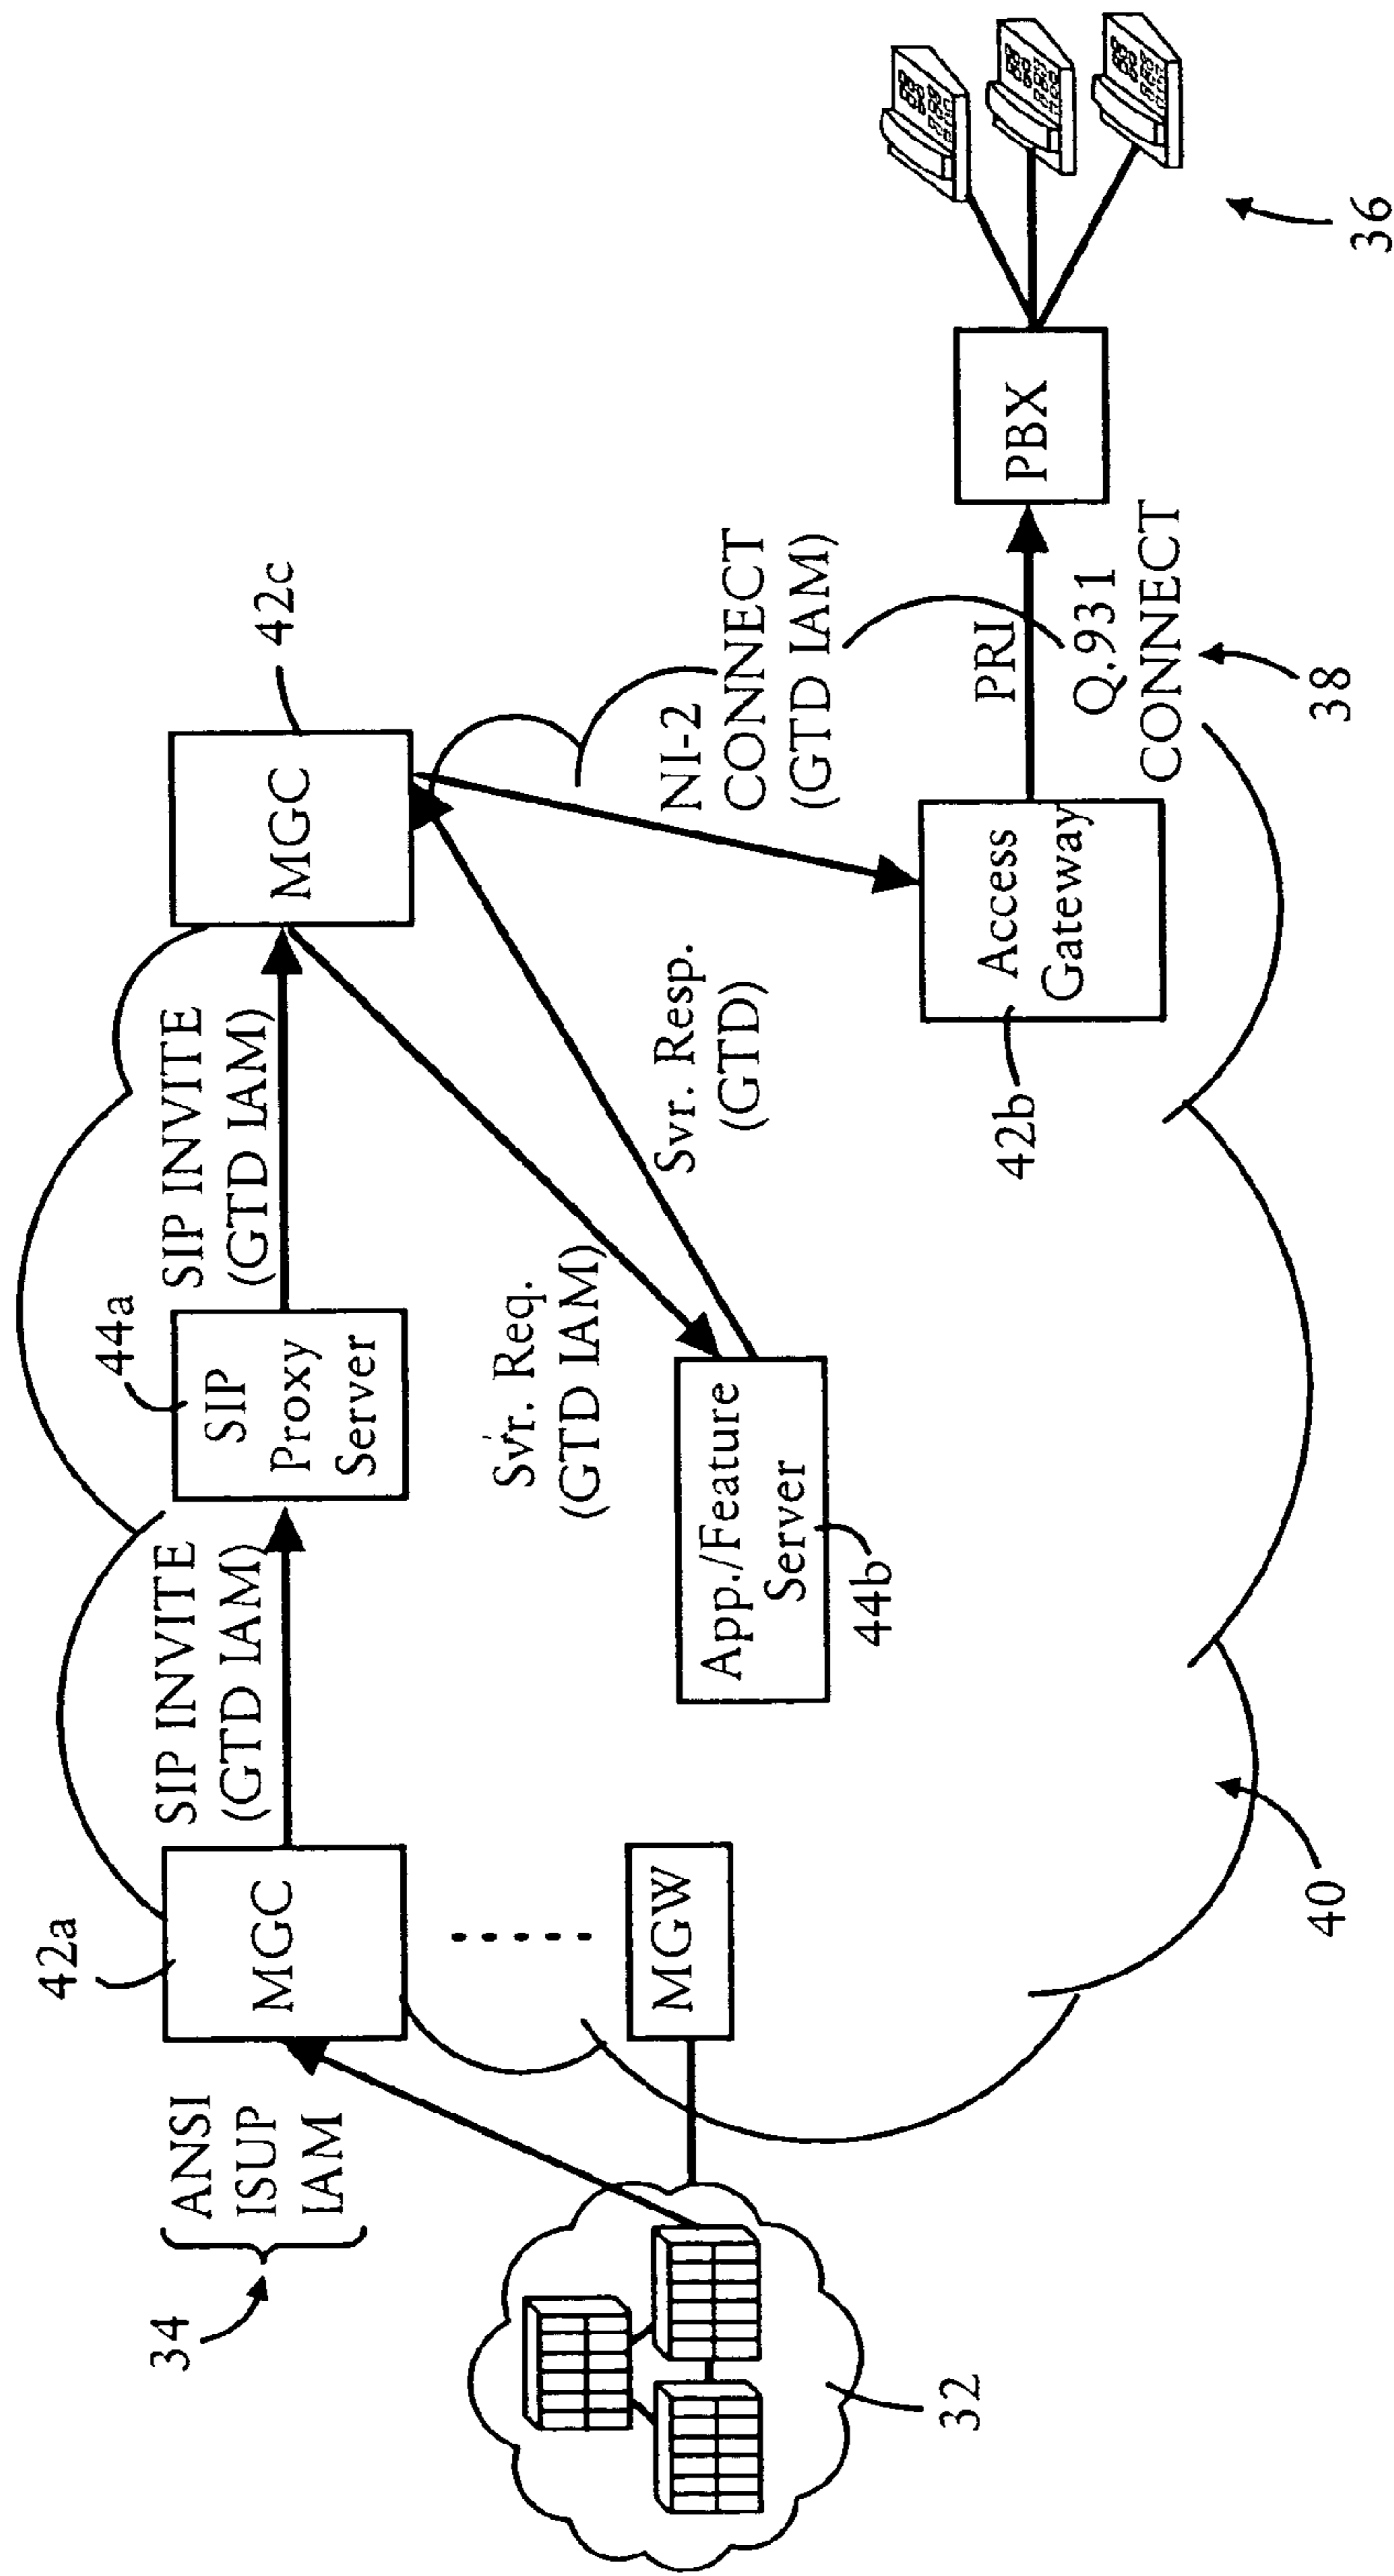 34
ANSI
ISUP
IAM
42a
MGC
SIP INVITE
(GTD IAM)
44a
SIP
Proxy
Server
SIP INVITE
(GTD IAM)
42c
MGC
Svr. Req.
(GTD IAM)
Svr. Resp.
(GTD)
NI-2
CONNECT
(GTD IAM)
32
MGW
App./Feature
Server
44b
42b
Access
Gateway
PRI
Q.931
CONNECT
38
PBX
36
40